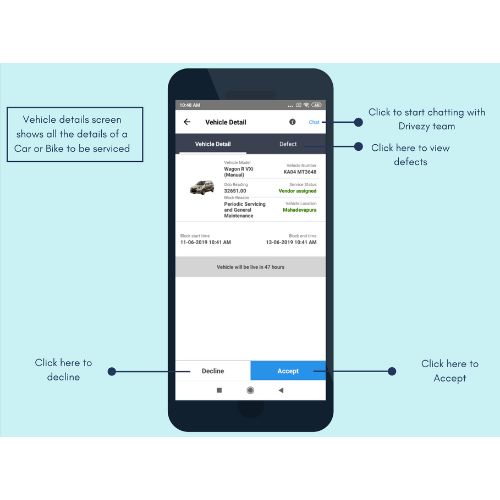 Vehicle details screen
shows all the details of a
Car or Bike to be serviced
Click to start chatting with
Drivezy team
Click here to view
defects
10:48 AM
Vehicle Detail
Chat
Vehicle Detail
Defect
Vehicle Model
Wagon R VXI
(Manual)
Vehicle Number
KA04 MT3648
Odo Reading
32651.00
Service Status
Vendor assigned
Block Reason
Periodic Servicing
and General
Maintenance
Vehicle Location
Mahadevapura
Block start time
11-06-2019 10:41 AM
Block end time
13-06-2019 10:41 AM
Vehicle will be live in 47 hours
Click here to
decline
Decline
Accept
Click here to
Accept